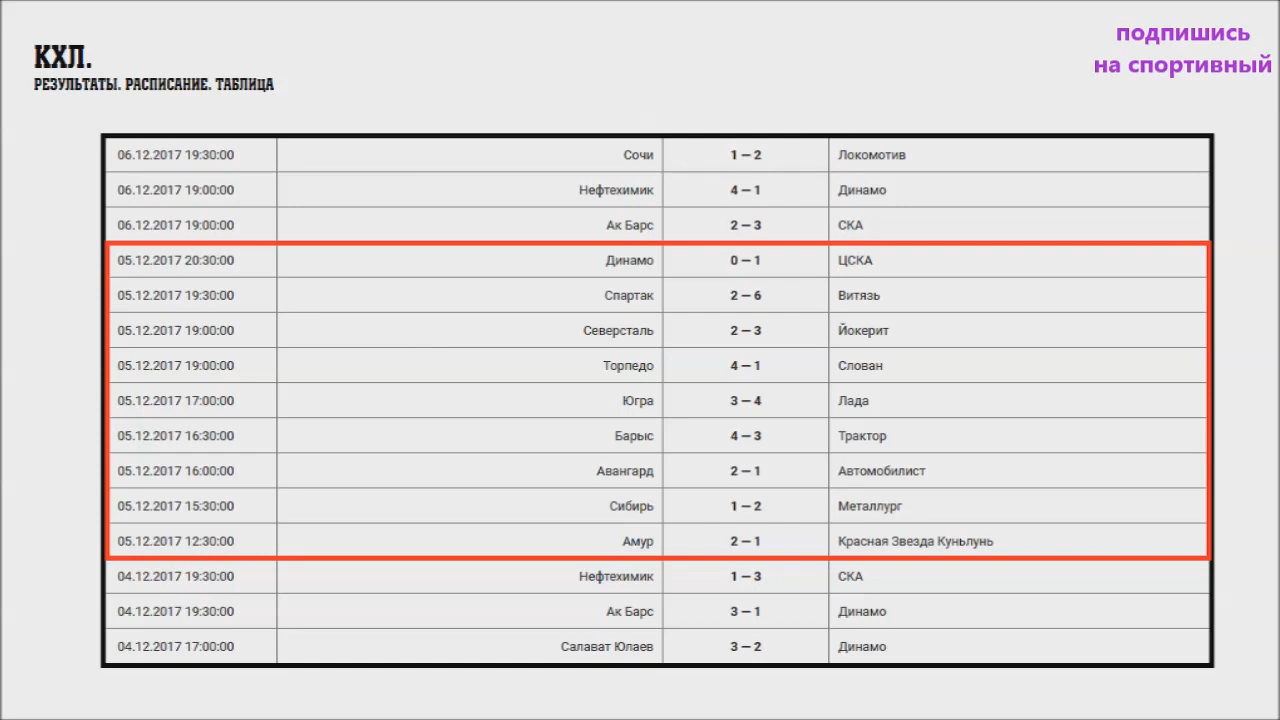 подпишись
на спортивный
КХЛ.
РЕЗУЛЬТАТЫ. РАСПИСАНИЕ. ТАБЛИЦА
06.12.2017 19:30:00 Сочи 1 — 2 Локомотив
06.12.2017 19:00:00 Нефтехимик 4 — 1 Динамо
06.12.2017 19:00:00 Ак Барс 2 — 3 СКА
05.12.2017 20:30:00 Динамо 0 — 1 ЦСКА
05.12.2017 19:30:00 Спартак 2 — 6 Витязь
05.12.2017 19:00:00 Северсталь 2 — 3 Йокерит
05.12.2017 19:00:00 Торпедо 4 — 1 Слован
05.12.2017 17:00:00 Югра 3 — 4 Лада
05.12.2017 16:30:00 Барыс 4 — 3 Трактор
05.12.2017 16:00:00 Авангард 2 — 1 Автомобилист
05.12.2017 15:30:00 Сибирь 1 — 2 Металлург
05.12.2017 12:30:00 Амур 2 — 1 Красная Звезда Куньлунь
04.12.2017 19:30:00 Нефтехимик 1 — 3 СКА
04.12.2017 19:30:00 Ак Барс 3 — 1 Динамо
04.12.2017 17:00:00 Салават Юлаев 3 — 2 Динамо